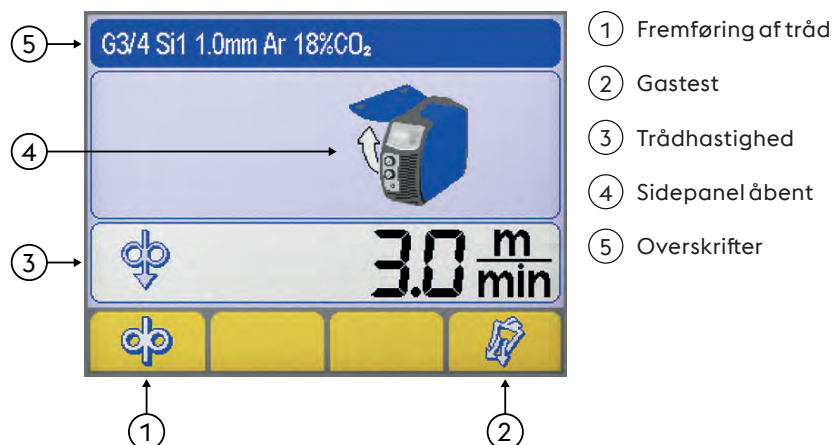 5
G3/4 Si1 1.0mm Ar 18%CO₂
4
3
3.0 m/min
1
2
1 Fremføring af tråd
2 Gastest
3 Trådhastighed
4 Sidepanel åbent
5 Overskrifter